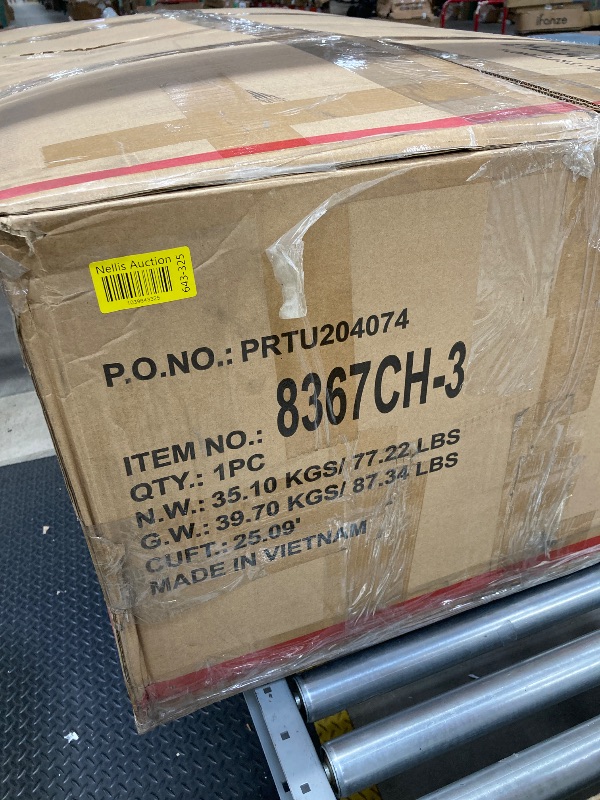 Nellis Auction
643-325
P.O.NO.: PRTU204074
ITEM NO.: 8367CH-3
QTY.: 1PC
N.W.: 35.10 KGS/ 77.22 LBS
G.W.: 39.70 KGS/ 87.34 LBS
CUFT.: 25.09'
MADE IN VIETNAM